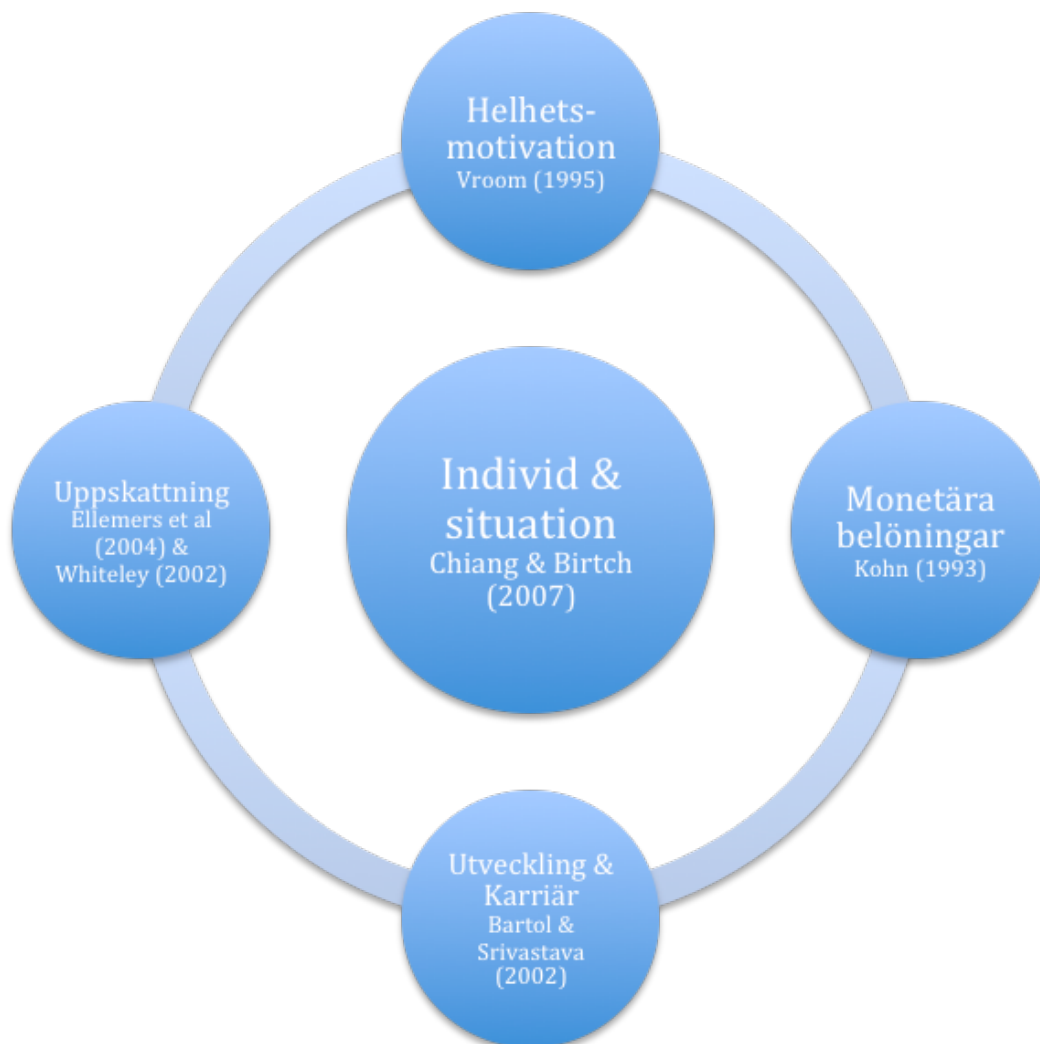 Helhets-
motivation
Vroom (1995)
Uppskattning
Ellemers et al
(2004) &
Whiteley (2002)
Individ &
situation
Chiang & Birtch
(2007)
Monetära
belöningar
Kohn (1993)
Utveckling &
Karriär
Bartol &
Srivastava
(2002)